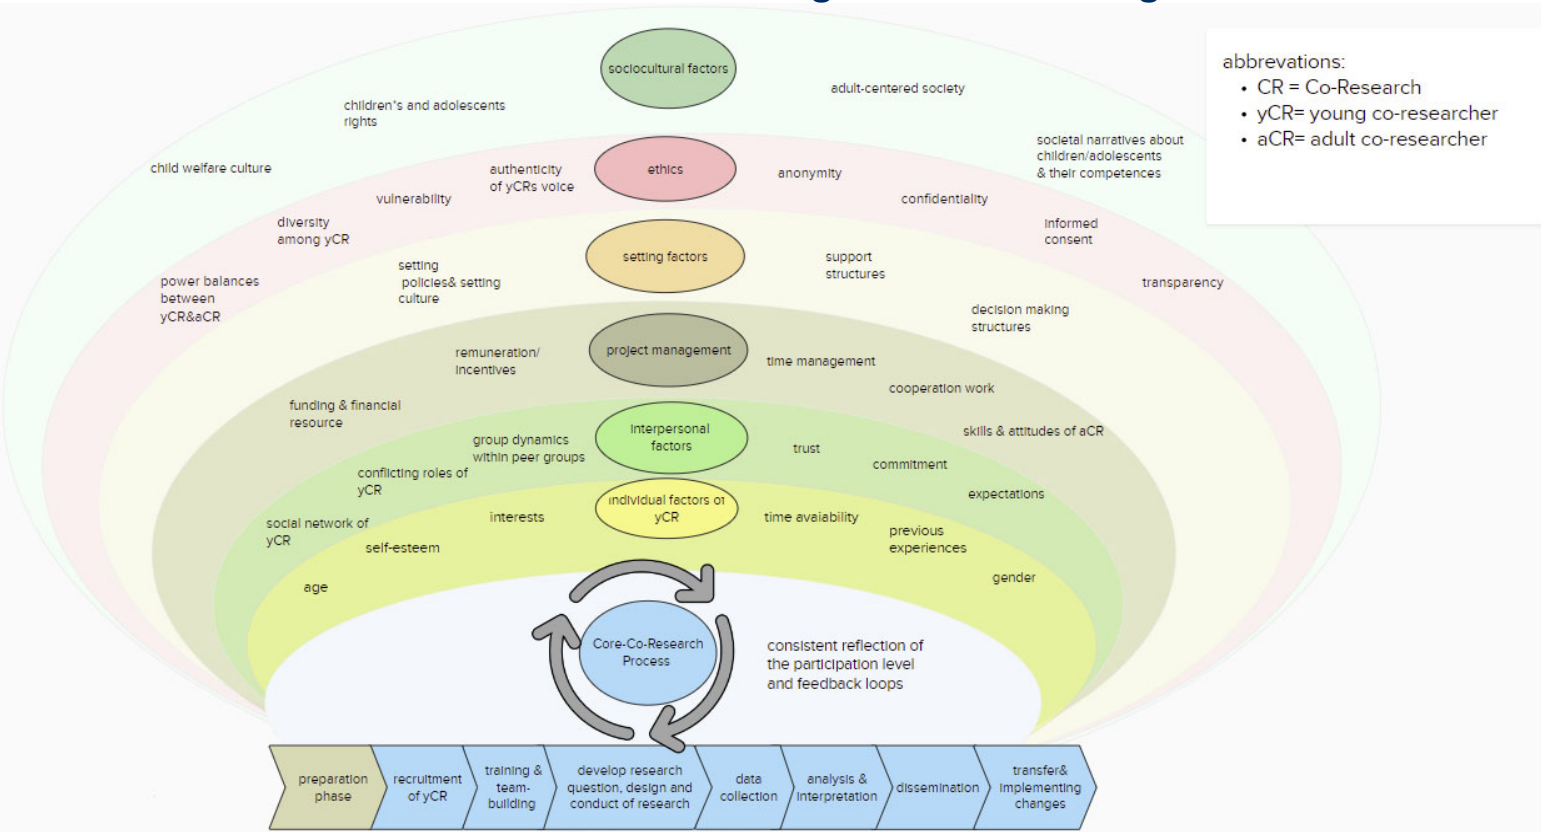 sociocultural factors
adult-centered society
children's and adolescents
rights
child welfare culture
societal narratives about
children/adolescents
& their competences
abbrevations:
• CR = Co-Research
• yCR= young co-researcher
• aCR= adult co-researcher
ethics
authenticity
of yCRs voice
anonymity
vulnerability
confidentiality
diversity
among yCR
informed
consent
power balances
between
yCR&aCR
transparency
setting factors
setting
policies& setting
culture
support
structures
decision making
structures
project management
remuneration/
incentives
time management
cooperation work
funding & financial
resource
skills & attitudes of aCR
interpersonal
factors
group dynamics
within peer groups
trust
conflicting roles of
yCR
commitment
expectations
social network of
yCR
individual factors of
yCR
interests
time avaiability
self-esteem
previous
experiences
age
gender
Core-Co-Research
Process
consistent reflection of
the participation level
and feedback loops
preparation
phase
recruitment
of yCR
training &
team-
building
develop research
question, design and
conduct of research
data
collection
analysis &
interpretation
dissemination
transfer&
implementing
changes